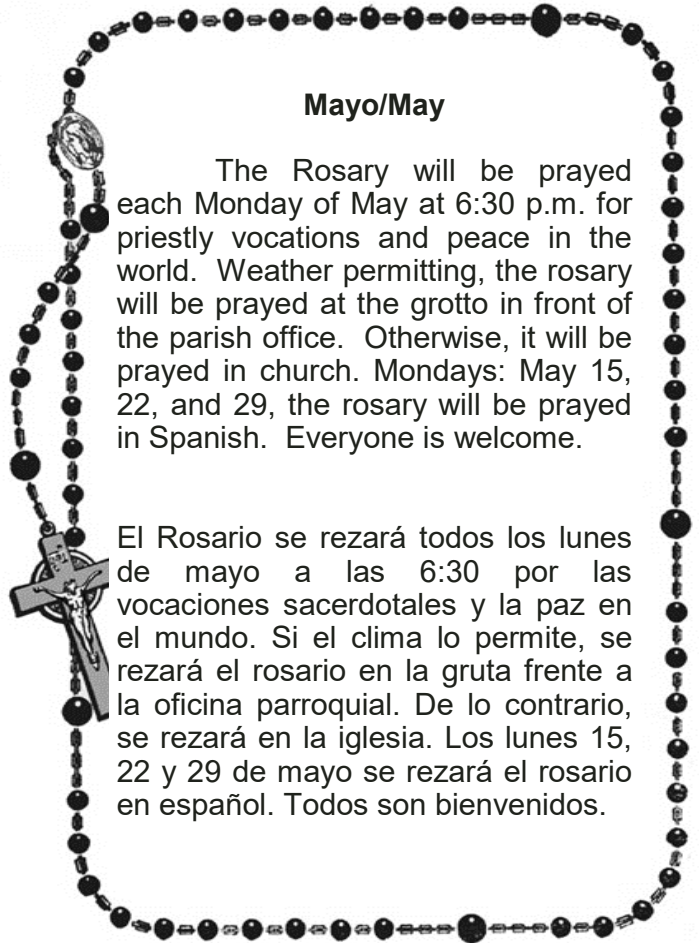 Mayo/May
The Rosary will be prayed
each Monday of May at 6:30 p.m. for
priestly vocations and peace in the
world.  Weather permitting, the rosary
will be prayed at the grotto in front of
the parish office.  Otherwise, it will be
prayed in church. Mondays: May 15,
22, and 29, the rosary will be prayed
in Spanish.  Everyone is welcome.
El Rosario se rezará todos los lunes
de mayo a las 6:30 por las
vocaciones sacerdotales y la paz en
el mundo. Si el clima lo permite, se
rezará el rosario en la gruta frente a
la oficina parroquial. De lo contrario,
se rezará en la iglesia. Los lunes 15,
22 y 29 de mayo se rezará el rosario
en español. Todos son bienvenidos.